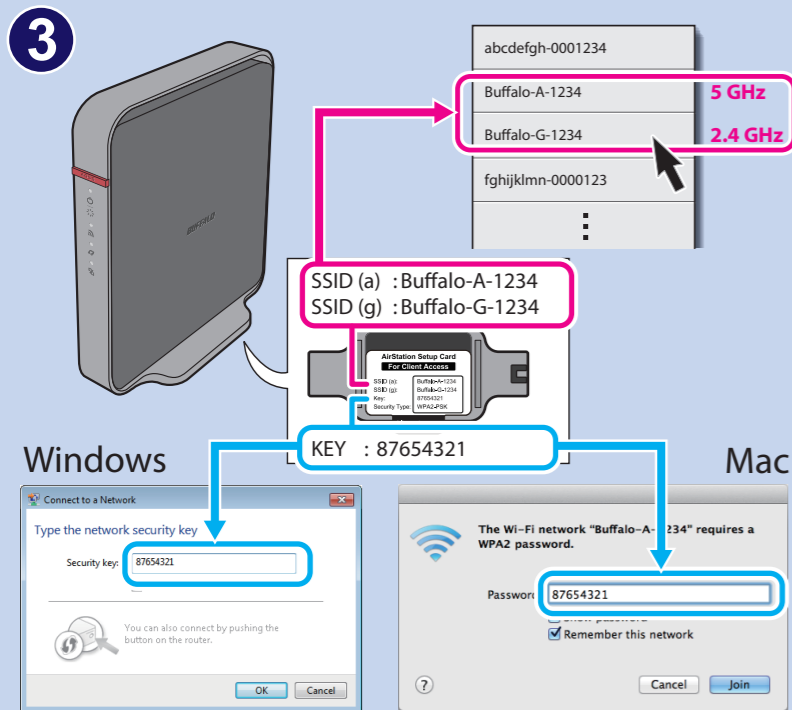 3
abcdefgh-0001234
Buffalo-A-1234 5 GHz
Buffalo-G-1234 2.4 GHz
fghijklmn-0000123
BUFFALO
SSID (a) : Buffalo-A-1234
SSID (g) : Buffalo-G-1234
AirStation Setup Card
For Client Access
SSID (a): Buffalo-A-1234
SSID (g): Buffalo-G-1234
Key: 87654321
Security Type: WPA2-PSK
KEY : 87654321
Windows
Connect to a Network
Type the network security key
Security key: 87654321
You can also connect by pushing the
button on the router.
OK Cancel
Mac
The Wi-Fi network "Buffalo-A- 234" requires a
WPA2 password.
Passwor 87654321
Show password
Remember this network
? Cancel Join